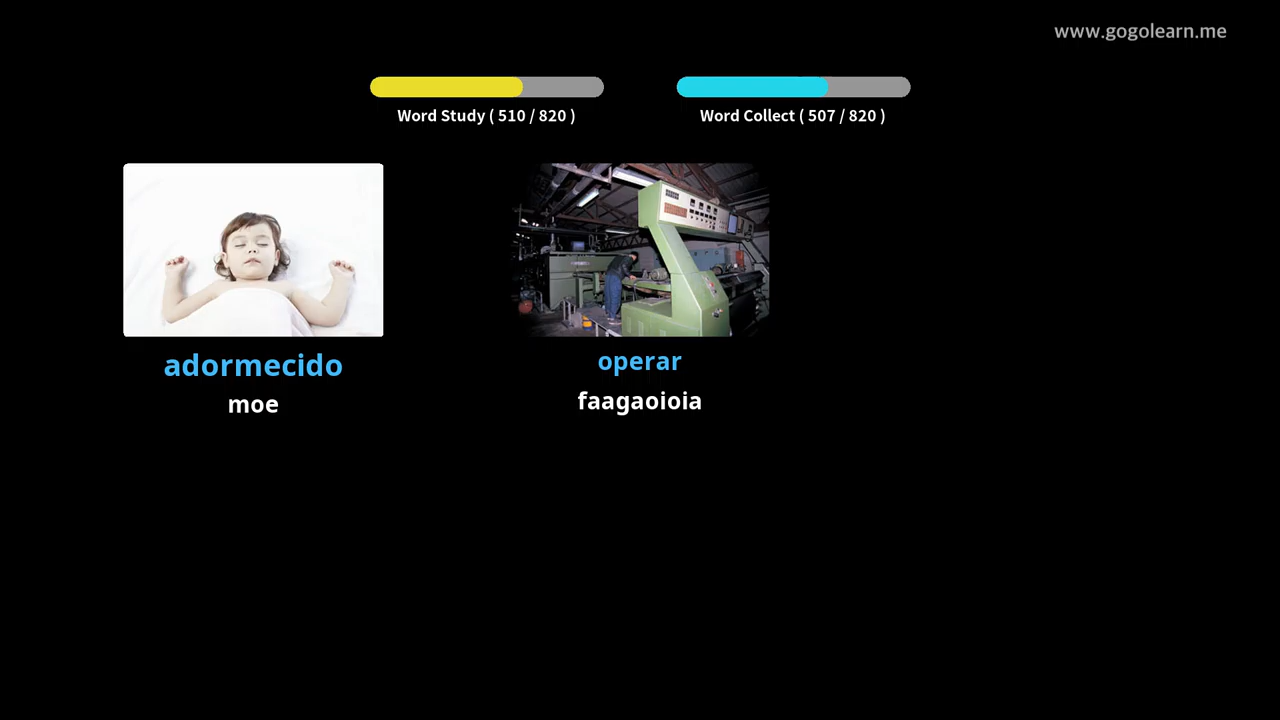 www.gogolearn.me
Word Study ( 510 / 820 )
Word Collect ( 507 / 820 )
adormecido
moe
operar
faagaoioia